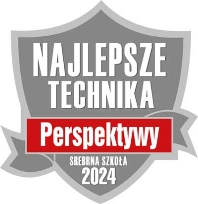 NAJLEPSZE
TECHNIKA
Perspektywy
SREBRNA SZKOŁA
2024